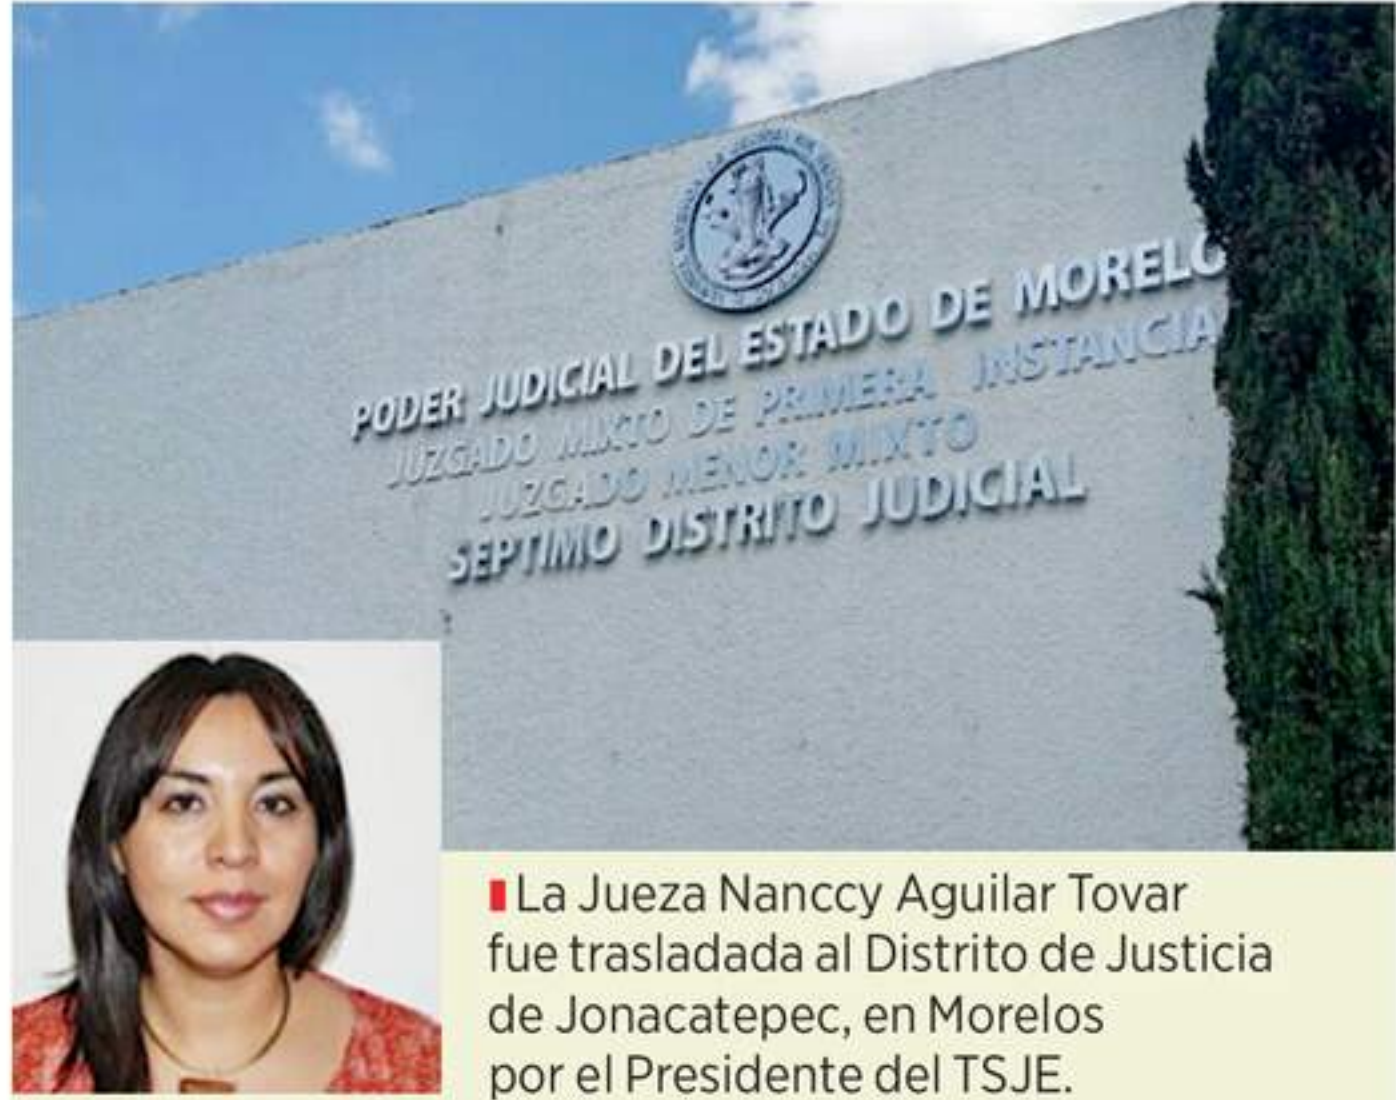 PODER JUDICIAL DEL ESTADO DE MORELO
JUZGADO MIXTO DE PRIMERA INSTANCIA
JUZGADO MENOR MIXTO
SEPTIMO DISTRITO JUDICIAL
La Jueza Nanccy Aguilar Tovar
fue trasladada al Distrito de Justicia
de Jonacatepec, en Morelos
por el Presidente del TSJE.